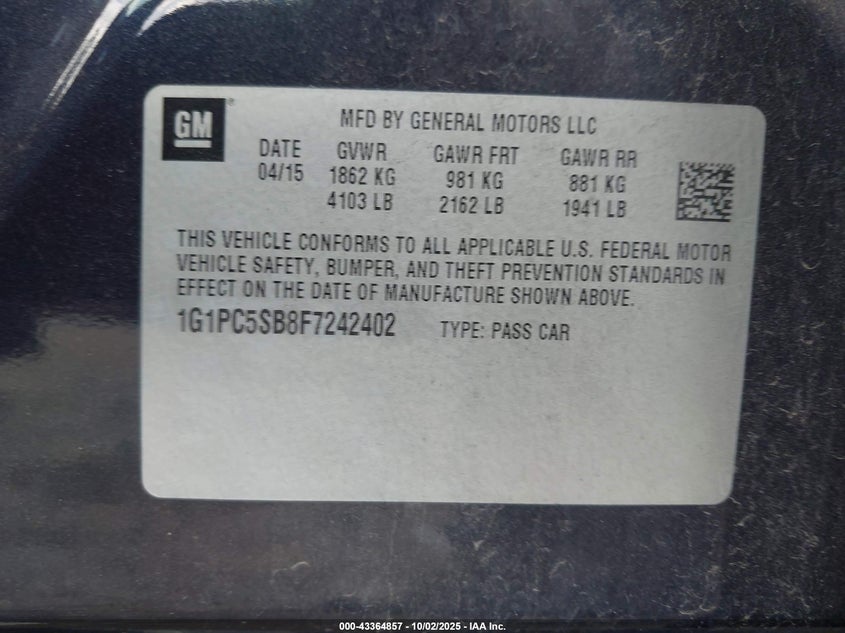 GM
MFD BY GENERAL MOTORS LLC
DATE GVWR GAWR FRT GAWR RR
04/15 1862 KG 981 KG 881 KG
4103 LB 2162 LB 1941 LB
THIS VEHICLE CONFORMS TO ALL APPLICABLE U.S. FEDERAL MOTOR
VEHICLE SAFETY, BUMPER, AND THEFT PREVENTION STANDARDS IN
EFFECT ON THE DATE OF MANUFACTURE SHOWN ABOVE.
1G1PC5SB8F7242402 TYPE: PASS CAR
000-43364857 - 10/02/2025 - IAA Inc.